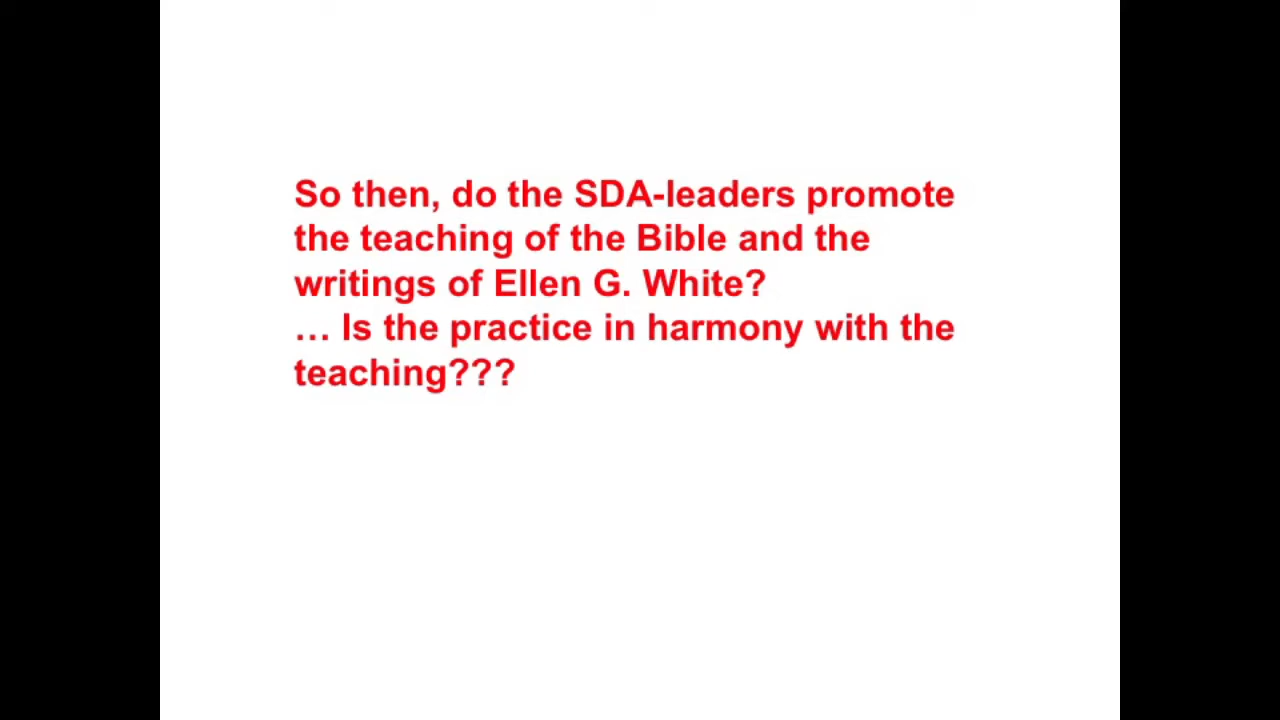 So then, do the SDA-leaders promote
the teaching of the Bible and the
writings of Ellen G. White?
… Is the practice in harmony with the
teaching???